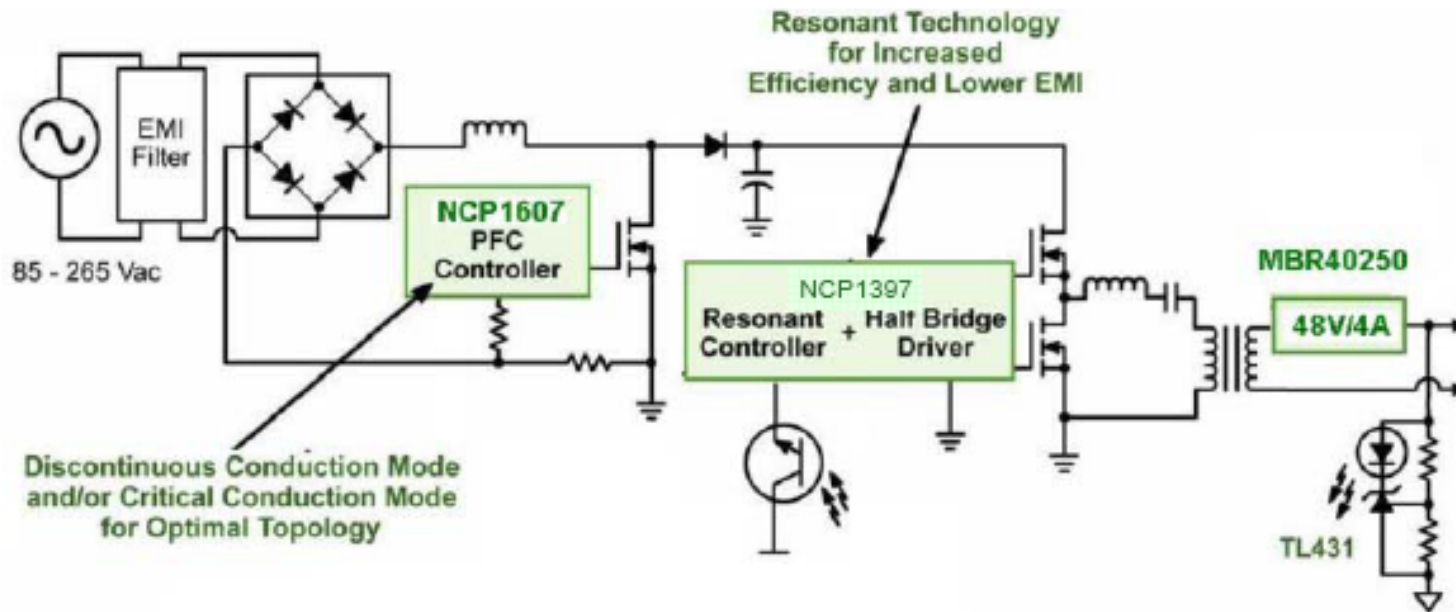 Resonant Technology
for Increased
Efficiency and Lower EMI
EMI
Filter
85 - 265 Vac
NCP1607
PFC
Controller
NCP1397
Resonant
Controller
+
Half Bridge
Driver
MBR40250
48V/4A
TL431
Discontinuous Conduction Mode
and/or Critical Conduction Mode
for Optimal Topology